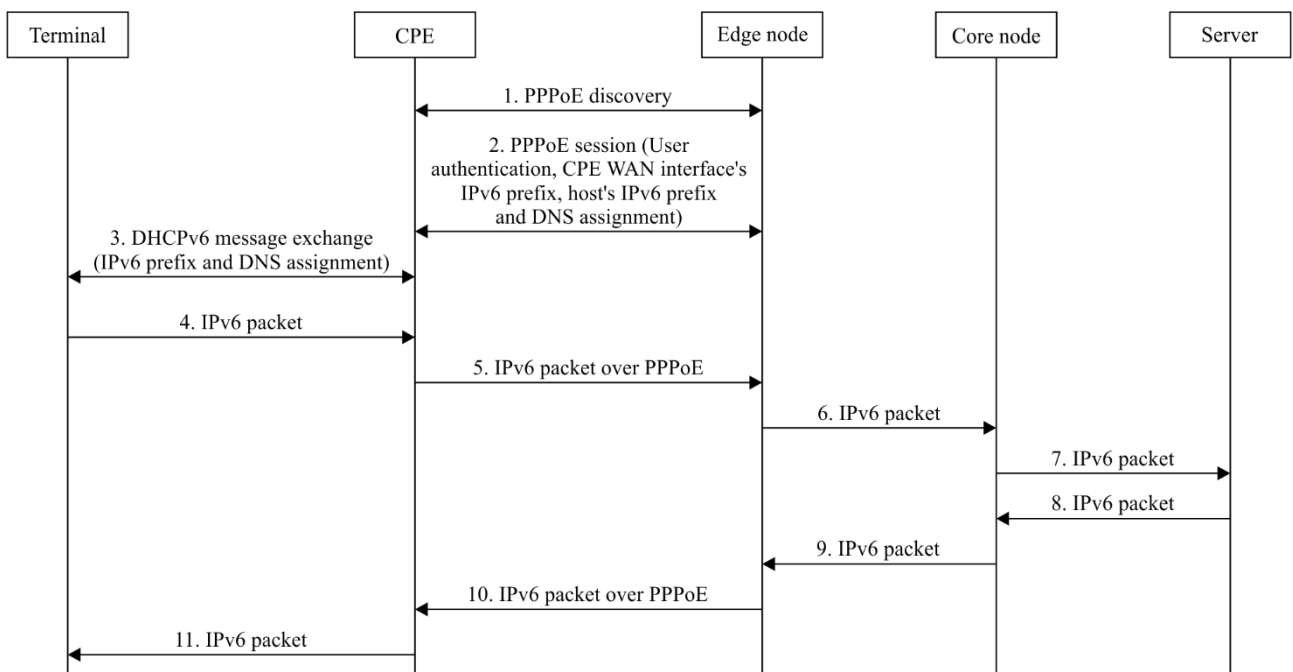 Terminal
CPE
Edge node
Core node
Server
1. PPPoE discovery
2. PPPoE session (User
authentication, CPE WAN interface's
IPv6 prefix, host's IPv6 prefix
and DNS assignment)
3. DHCPv6 message exchange
(IPv6 prefix and DNS assignment)
4. IPv6 packet
5. IPv6 packet over PPPoE
6. IPv6 packet
7. IPv6 packet
8. IPv6 packet
9. IPv6 packet
10. IPv6 packet over PPPoE
11. IPv6 packet